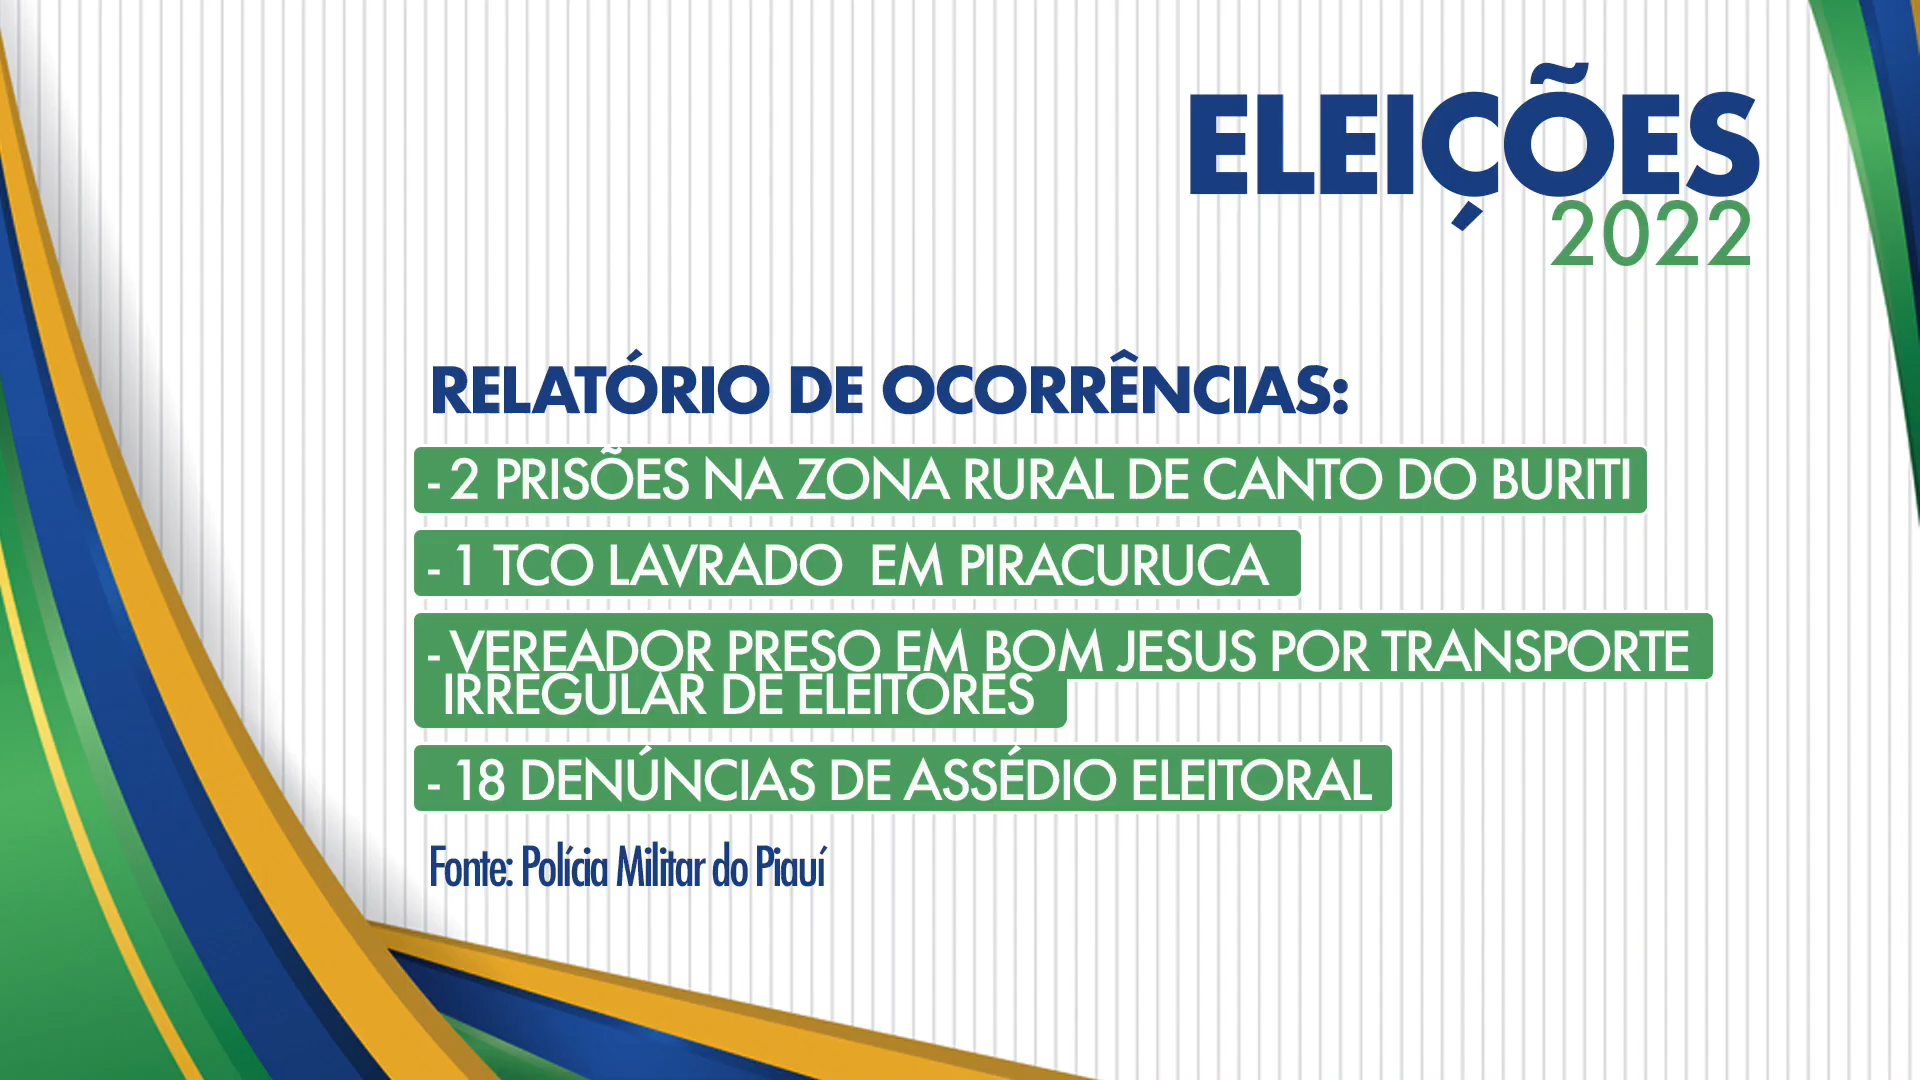 ELEIÇÕES
2022
RELATÓRIO DE OCORRÊNCIAS:
- 2 PRISÕES NA ZONA RURAL DE CANTO DO BURITI
- 1 TCO LAVRADO  EM PIRACURUCA
- VEREADOR PRESO EM BOM JESUS POR TRANSPORTE
IRREGULAR DE ELEITORES
- 18 DENÚNCIAS DE ASSÉDIO ELEITORAL
Fonte: Polícia Militar do Piauí